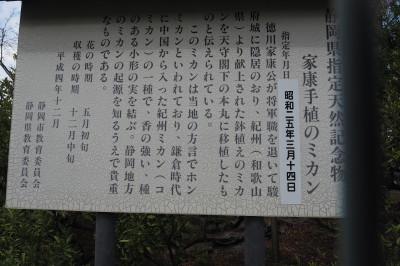 静岡県指定天然記念物
家康手植のミカン
指定年月日 昭和二五年三月十四日
徳川家康公が将軍職を退いて駿
府城に隠居のおり、紀州（和歌山
県）より献上された鉢植えのミカ
ンを天守閣下の本丸に移植したも
のと伝えられている。
このミカンは当地の方言でホン
ミカンといわれており、鎌倉時代
に中国から入った紀州ミカン（コ
ミカン）の一種で、香の強い、種
のある小形の実を結ぶ。静岡地方
のミカンの起源を知るうえで貴重
なものである。
花の時期 五月初旬
収穫の時期 十二月中旬
平成四年十二月
静岡市教育委員会
静岡県教育委員会